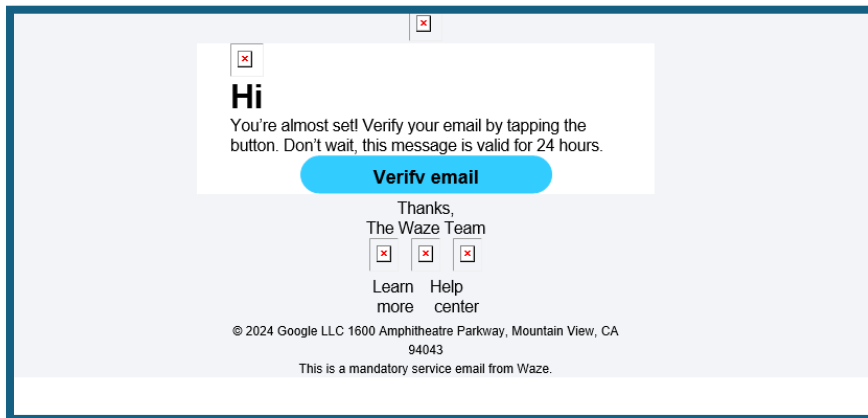 Hi
You're almost set! Verify your email by tapping the
button. Don't wait, this message is valid for 24 hours.
Verify email
Thanks,
The Waze Team
Learn Help
more center
© 2024 Google LLC 1600 Amphitheatre Parkway, Mountain View, CA
94043
This is a mandatory service email from Waze.